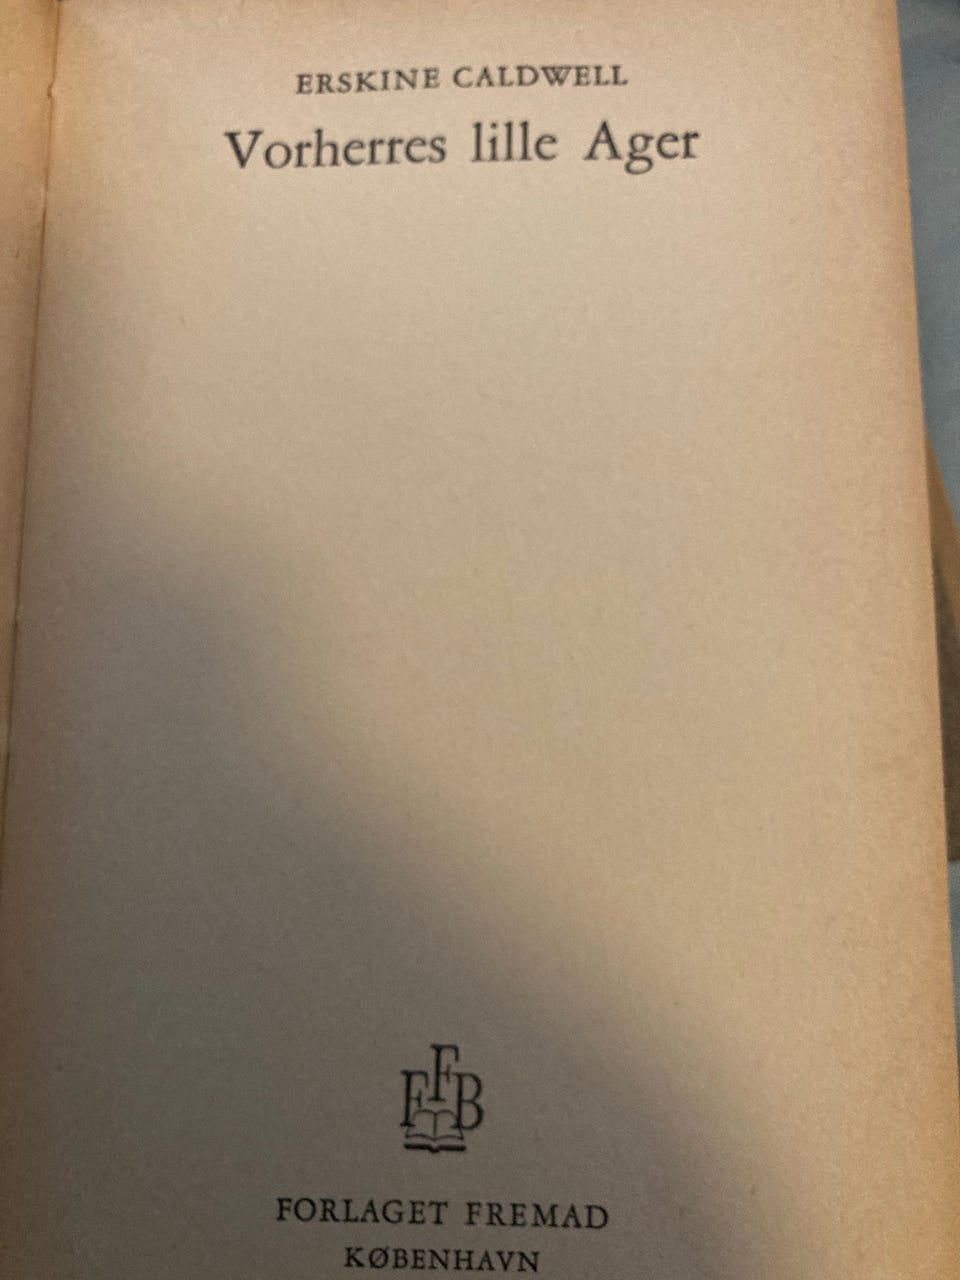 ERSKINE CALDWELL
Vorherres lille Ager
FFB
FORLAGET FREMAD
KØBENHAVN